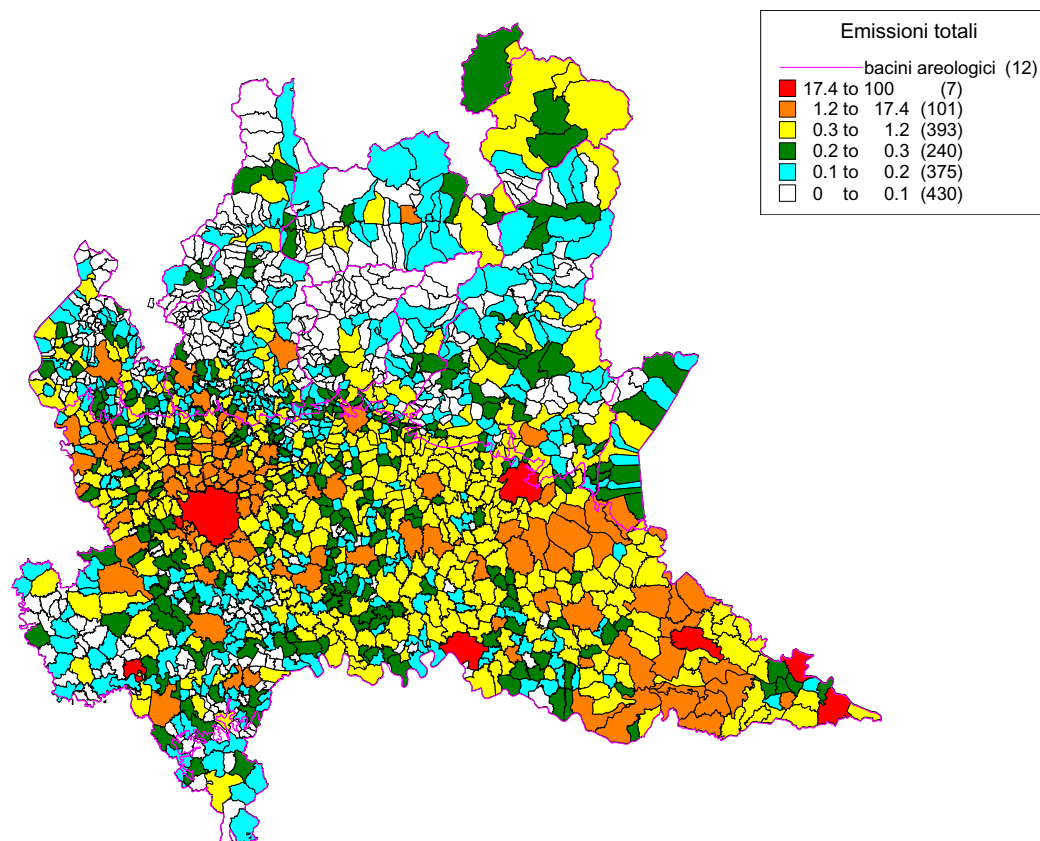 Emissioni totali
bacini areologici (12)
17.4 to 100 (7)
1.2 to 17.4 (101)
0.3 to 1.2 (393)
0.2 to 0.3 (240)
0.1 to 0.2 (375)
0 to 0.1 (430)